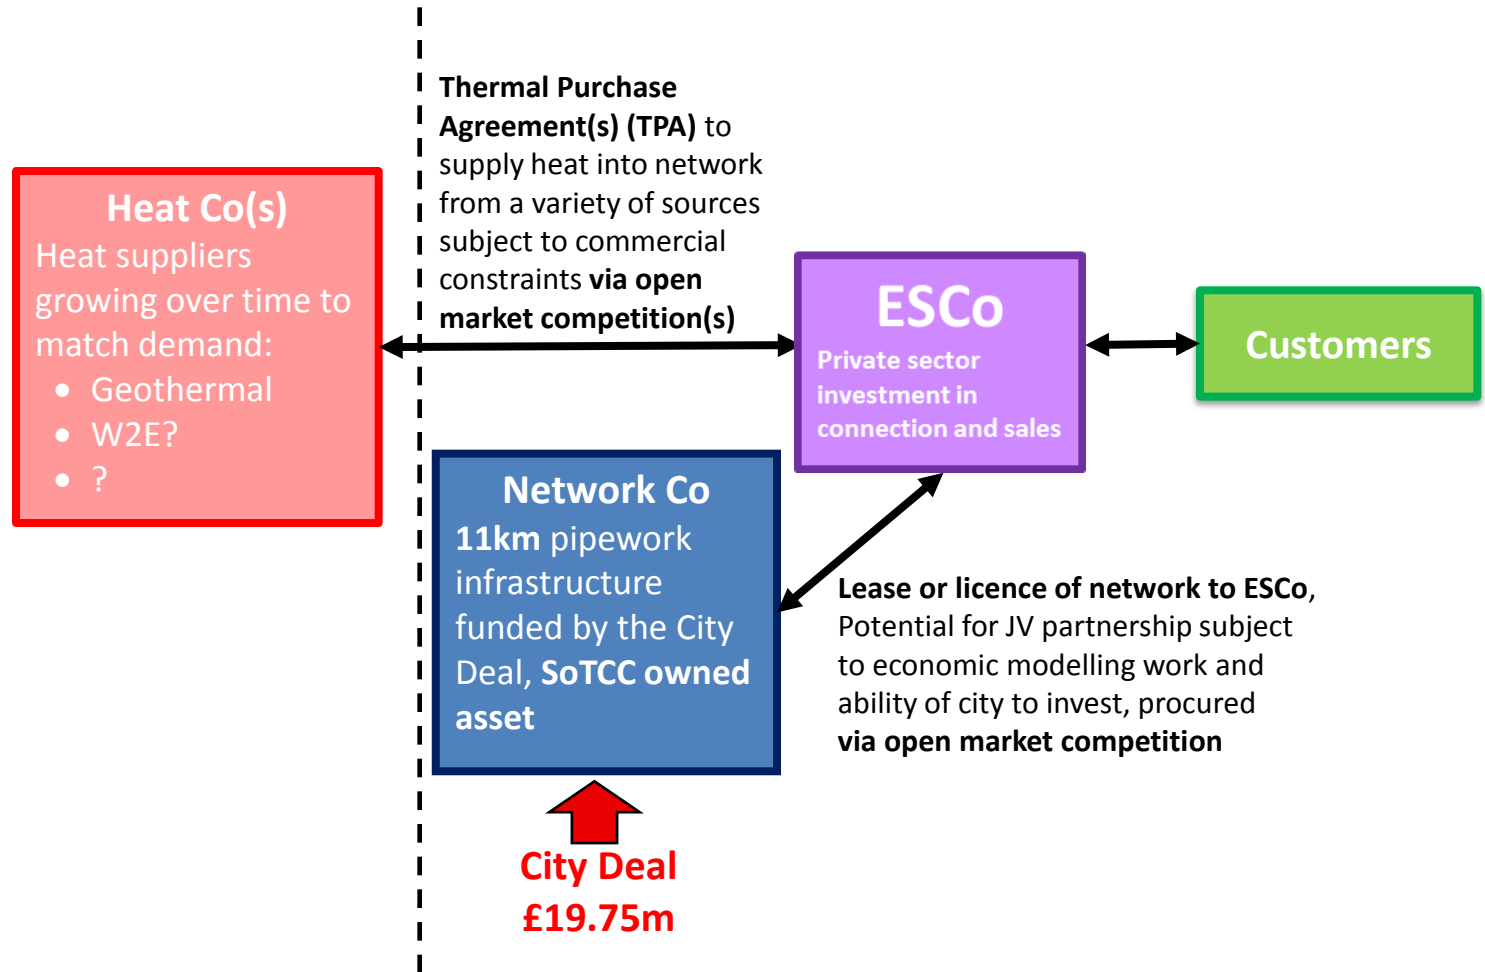 Thermal Purchase
Agreement(s) (TPA) to
supply heat into network
from a variety of sources
subject to commercial
constraints via open
market competition(s)
Heat Co(s)
Heat suppliers
growing over time to
match demand:
• Geothermal
• W2E?
• ?
ESCo
Private sector
investment in
connection and sales
Customers
Network Co
11km pipework
infrastructure
funded by the City
Deal, SoTCC owned
asset
Lease or licence of network to ESCo,
Potential for JV partnership subject
to economic modelling work and
ability of city to invest, procured
via open market competition
City Deal
£19.75m